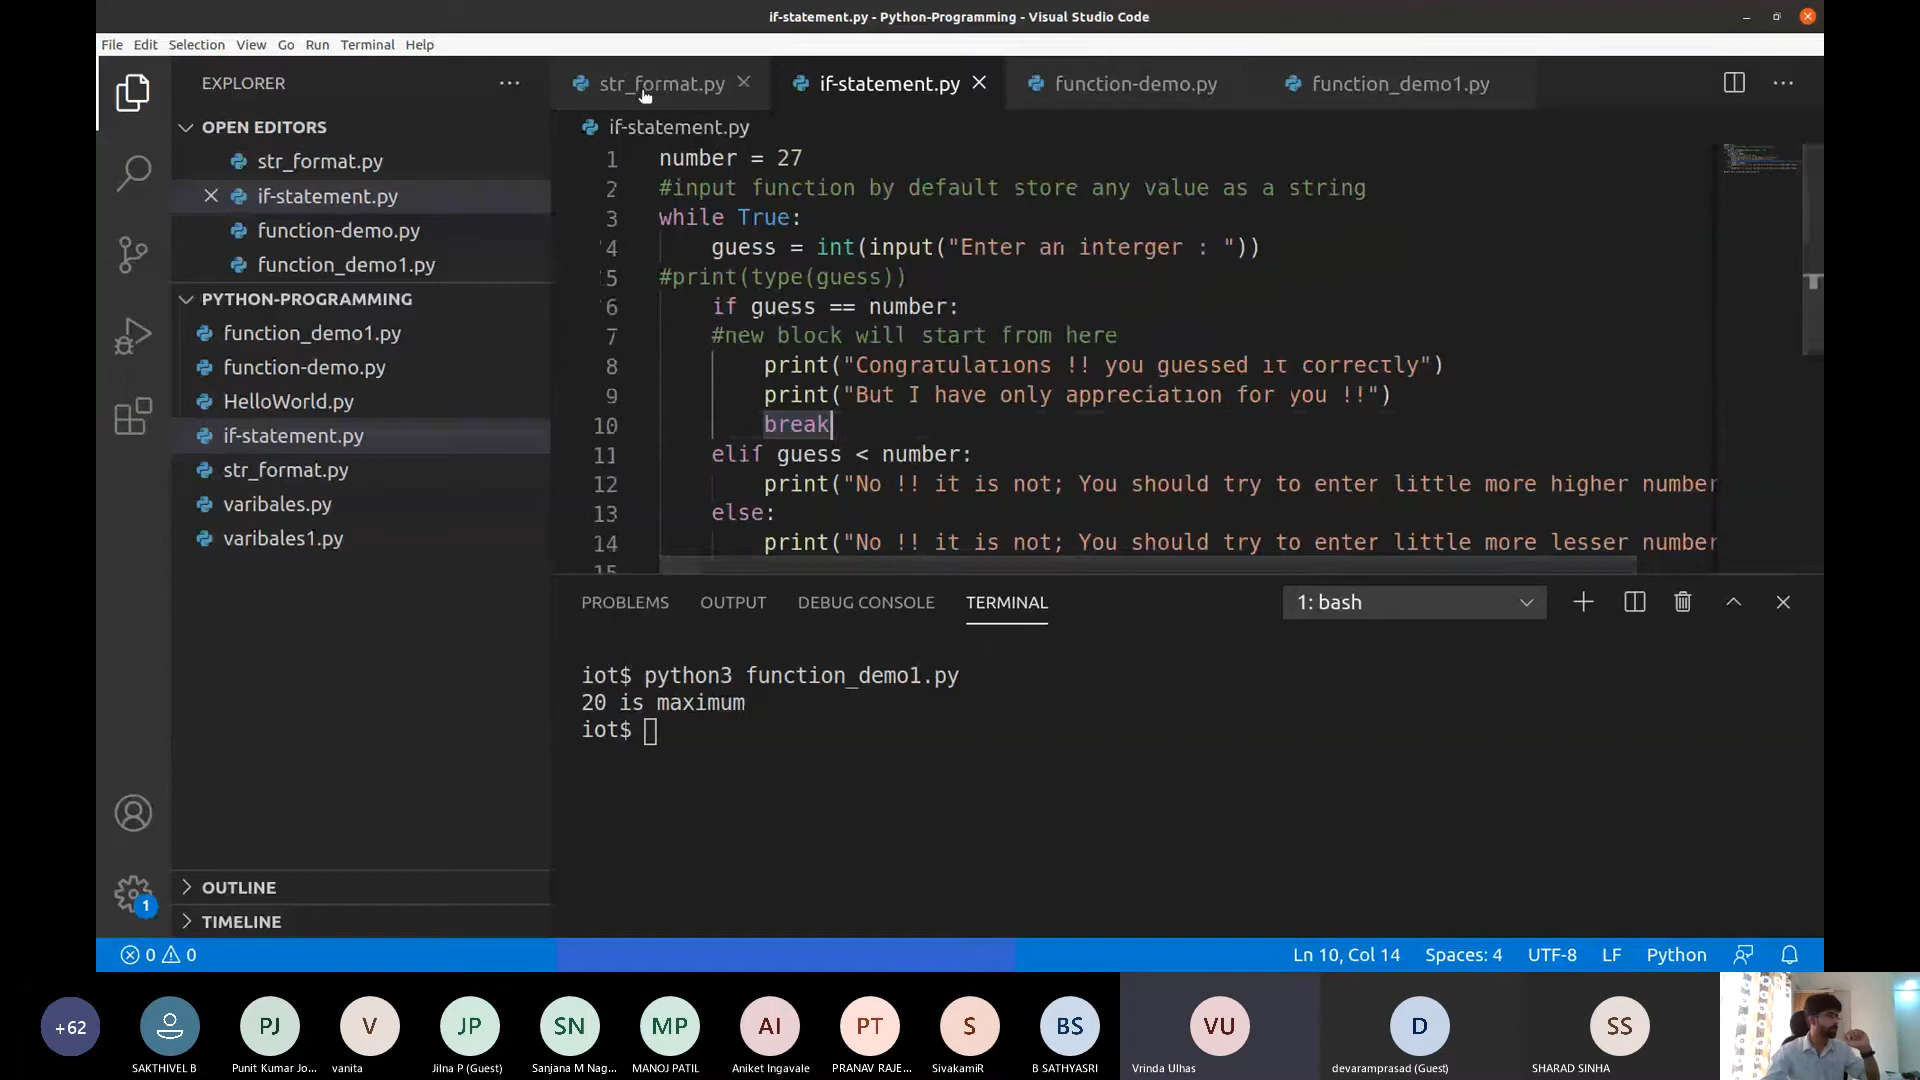 if-statement.py - Python-Programming - Visual Studio Code
File Edit Selection View Go Run Terminal Help
EXPLORER
OPEN EDITORS
str_format.py
if-statement.py
function-demo.py
function_demo1.py
PYTHON-PROGRAMMING
function_demo1.py
function-demo.py
HelloWorld.py
if-statement.py
str_format.py
varibales.py
varibales1.py
OUTLINE
TIMELINE
1
str_format.py if-statement.py function-demo.py function_demo1.py
if-statement.py
1 number = 27
2 #input function by default store any value as a string
3 while True:
4 guess = int(input("Enter an interger : "))
5 #print(type(guess))
6 if guess == number:
7 #new block will start from here
8 print("Congratulations !! you guessed it correctly")
9 print("But I have only appreciation for you !!")
10 break
11 elif guess < number:
12 print("No !! it is not; You should try to enter little more higher number
13 else:
14 print("No !! it is not; You should try to enter little more lesser number
15
PROBLEMS OUTPUT DEBUG CONSOLE TERMINAL 1: bash
iot$ python3 function_demo1.py
20 is maximum
iot$
0 0 Ln 10, Col 14 Spaces: 4 UTF-8 LF Python
+62 PJ V JP SN MP AI PT S BS VU D SS
SAKTHIVEL B Punit Kumar Jo... vanita Jilna P (Guest) Sanjana M Nag... MANOJ PATIL Aniket Ingavale PRANAV RAJE... SivakamiR B SATHYASRI Vrinda Ulhas devaramprasad (Guest) SHARAD SINHA